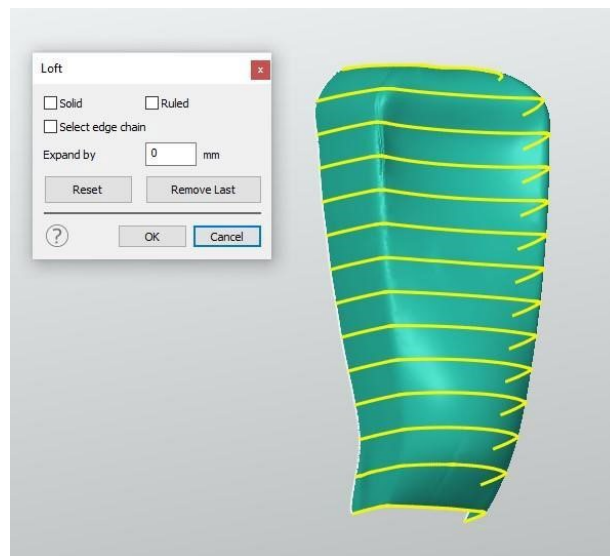 Loft
x
Solid Ruled
Select edge chain
Expand by 0 mm
Reset Remove Last
? OK Cancel